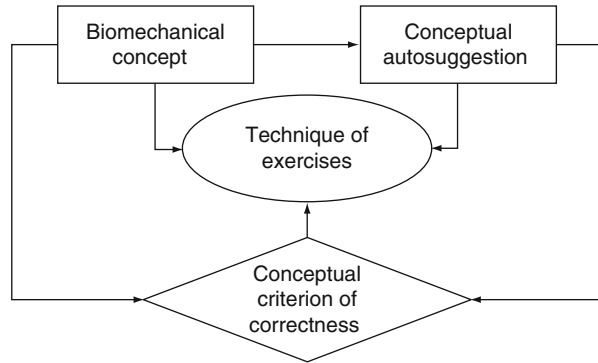 Biomechanical
concept
Conceptual
autosuggestion
Technique of
exercises
Conceptual
criterion of
correctness